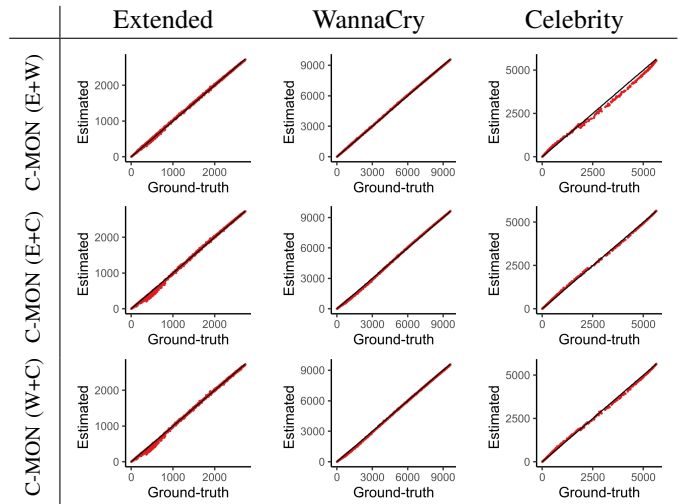 Extended WannaCry Celebrity
C-MON (E+W)
Estimated
2000
1000
0
0 1000 2000
Ground-truth
Estimated
9000
6000
3000
0
0 3000 6000 9000
Ground-truth
Estimated
5000
2500
0
0 2500 5000
Ground-truth
C-MON (E+C)
Estimated
2000
1000
0
0 1000 2000
Ground-truth
Estimated
9000
6000
3000
0
0 3000 6000 9000
Ground-truth
Estimated
5000
2500
0
0 2500 5000
Ground-truth
C-MON (W+C)
Estimated
2000
1000
0
0 1000 2000
Ground-truth
Estimated
9000
6000
3000
0
0 3000 6000 9000
Ground-truth
Estimated
5000
2500
0
0 2500 5000
Ground-truth